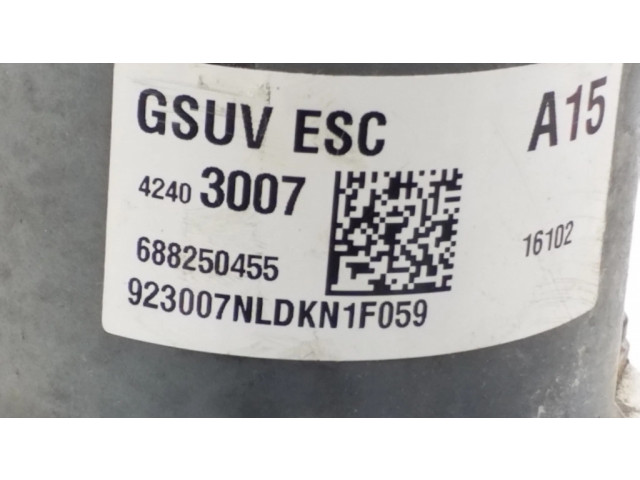 GSUV ESC A15
4240 3007
16102
688250455
923007NLDKN1F059